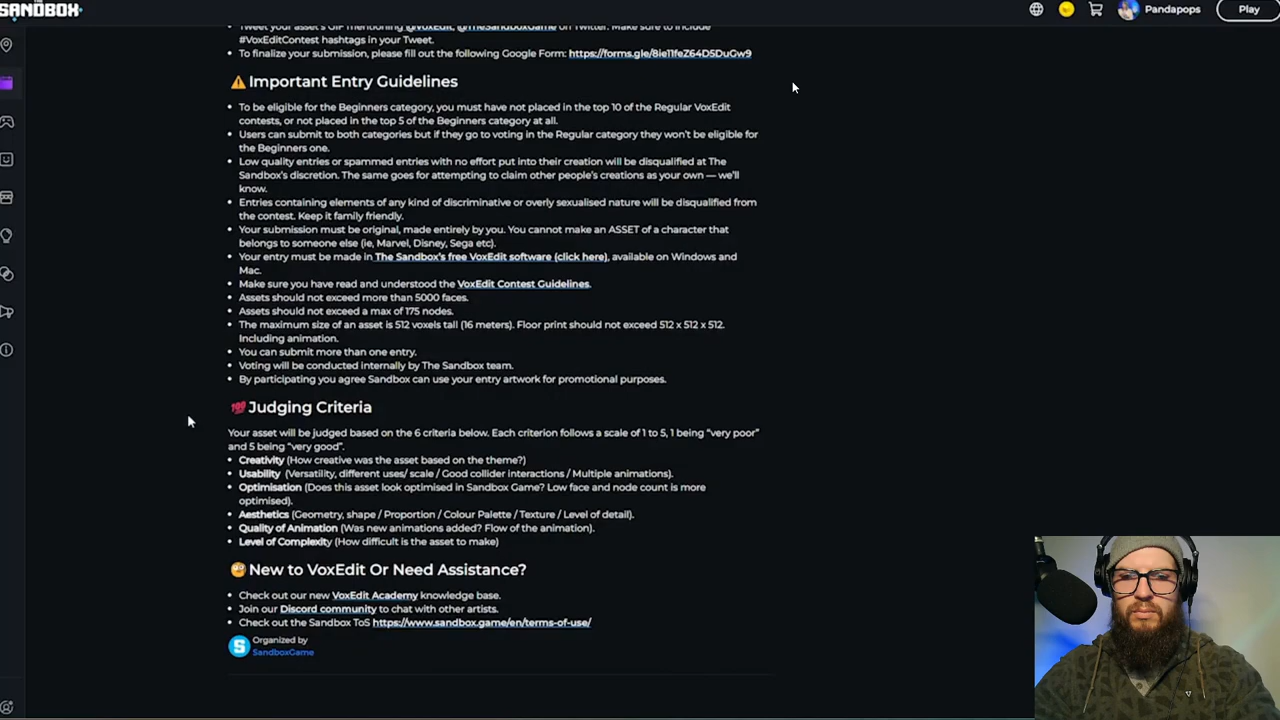 SANDBOX
Pandapops
Play
Tweet your asset's GIF mentioning @VoxEdit, @TheSandboxGame on Twitter. Make sure to include
#VoxEditContest hashtags in your Tweet.
To finalize your submission, please fill out the following Google Form: https://forms.gle/8ie11feZ64D5DuGw9
⚠️ Important Entry Guidelines
• To be eligible for the Beginners category, you must have not placed in the top 10 of the Regular VoxEdit
contests, or not placed in the top 5 of the Beginners category at all.
• Users can submit to both categories but if they go to voting in the Regular category they won't be eligible for
the Beginners one.
• Low quality entries or spammed entries with no effort put into their creation will be disqualified at The
Sandbox's discretion. The same goes for attempting to claim other people's creations as your own — we'll
know.
• Entries containing elements of any kind of discriminative or overly sexualised nature will be disqualified from
the contest. Keep it family friendly.
• Your submission must be original, made entirely by you. You cannot make an ASSET of a character that
belongs to someone else (ie, Marvel, Disney, Sega etc).
• Your entry must be made in The Sandbox's free VoxEdit software (click here), available on Windows and
Mac.
• Make sure you have read and understood the VoxEdit Contest Guidelines.
• Assets should not exceed more than 5000 faces.
• Assets should not exceed a max of 175 nodes.
• The maximum size of an asset is 512 voxels tall (16 meters). Floor print should not exceed 512 x 512 x 512.
Including animation.
• You can submit more than one entry.
• Voting will be conducted internally by The Sandbox team.
• By participating you agree Sandbox can use your entry artwork for promotional purposes.
💯 Judging Criteria
Your asset will be judged based on the 6 criteria below. Each criterion follows a scale of 1 to 5, 1 being "very poor"
and 5 being "very good".
• Creativity (How creative was the asset based on the theme?)
• Usability (Versatility, different uses/ scale / Good collider interactions / Multiple animations).
• Optimisation (Does this asset look optimised in Sandbox Game? Low face and node count is more
optimised).
• Aesthetics (Geometry, shape / Proportion / Colour Palette / Texture / Level of detail).
• Quality of Animation (Was new animations added? Flow of the animation).
• Level of Complexity (How difficult is the asset to make)
New to VoxEdit Or Need Assistance?
• Check out our new VoxEdit Academy knowledge base.
• Join our Discord community to chat with other artists.
• Check out the Sandbox ToS https://www.sandbox.game/en/terms-of-use/
Organized by
SandboxGame